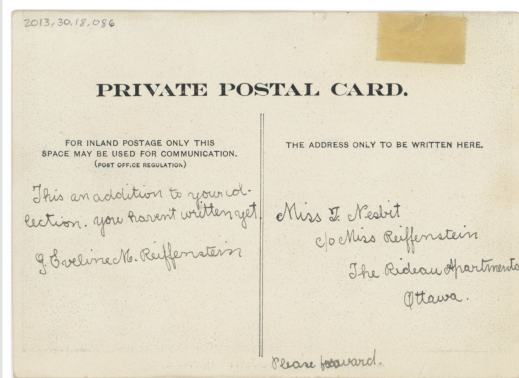 2013.30.18.086
PRIVATE POSTAL CARD.
FOR INLAND POSTAGE ONLY THIS
SPACE MAY BE USED FOR COMMUNICATION.
(POST OFFICE REGULATION)
This an addition to your col-
lection. you havent written yet.
G Eveline M. Reiffenstein
THE ADDRESS ONLY TO BE WRITTEN HERE.
Miss F. Nesbit
c/o Miss Reiffenstein
The Rideau Apartments
Ottawa.
Please forward.